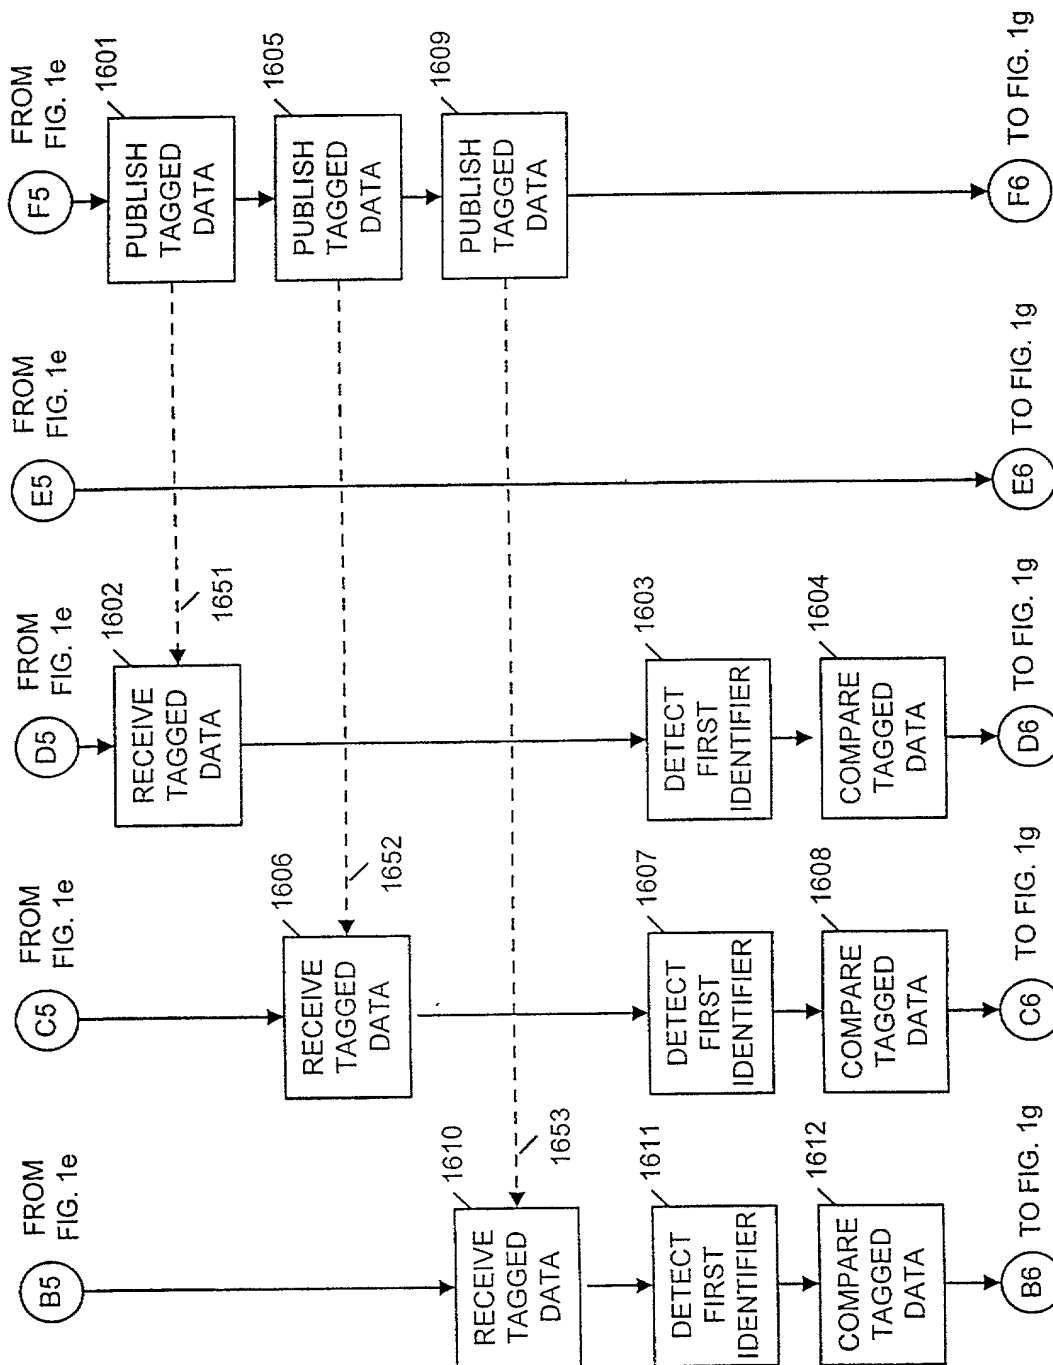 B5
FROM
FIG. 1e
C5
FROM
FIG. 1e
D5
FROM
FIG. 1e
E5
FROM
FIG. 1e
F5
FROM
FIG. 1e
1601
PUBLISH
TAGGED
DATA
1602
RECEIVE
TAGGED
DATA
1651
1605
PUBLISH
TAGGED
DATA
1606
RECEIVE
TAGGED
DATA
1652
1609
PUBLISH
TAGGED
DATA
1610
RECEIVE
TAGGED
DATA
1653
1611
DETECT
FIRST
IDENTIFIER
1607
DETECT
FIRST
IDENTIFIER
1603
DETECT
FIRST
IDENTIFIER
1612
COMPARE
TAGGED
DATA
1608
COMPARE
TAGGED
DATA
1604
COMPARE
TAGGED
DATA
B6
TO FIG. 1g
C6
TO FIG. 1g
D6
TO FIG. 1g
E6
TO FIG. 1g
F6
TO FIG. 1g